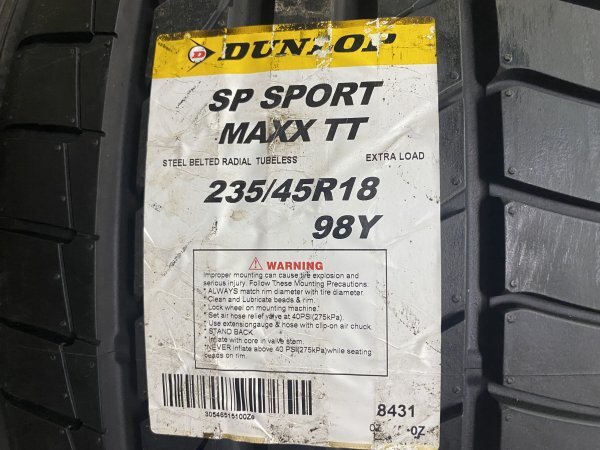 DUNLOP
SP SPORT
MAXX TT
STEEL BELTED RADIAL TUBELESS EXTRA LOAD
235/45R18
98Y
WARNING
Improper mounting can cause tire explosion and
serious injury. Follow These Mounting Precautions:
* ALWAYS match rim diameter with tire diameter
* Clean and Lubricate beads & rim.
* Lock wheel on mounting machine.
* Set air hose relief valve at 40PSI(275kPa).
* Use extensiongauge & hose with clip-on air chuck.
STAND BACK
* Inflate with core in valve stem.
*NEVER inflate above 40 PSI(275kPa)while seating
beads on rim.
8431